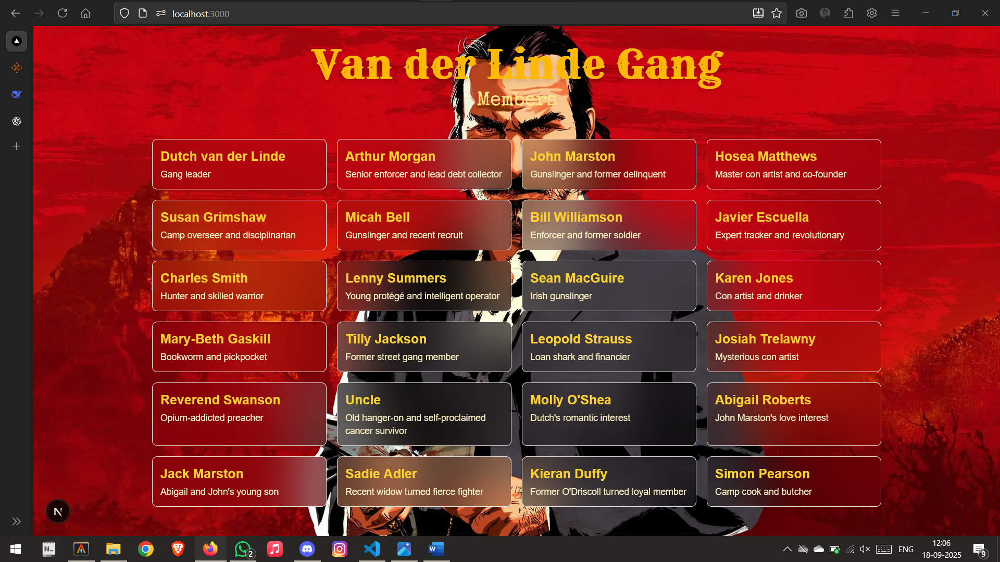 localhost:3000
Van der Linde Gang
Members
Dutch van der Linde
Gang leader
Arthur Morgan
Senior enforcer and lead debt collector
John Marston
Gunslinger and former delinquent
Hosea Matthews
Master con artist and co-founder
Susan Grimshaw
Camp overseer and disciplinarian
Micah Bell
Gunslinger and recent recruit
Bill Williamson
Enforcer and former soldier
Javier Escuella
Expert tracker and revolutionary
Charles Smith
Hunter and skilled warrior
Lenny Summers
Young protégé and intelligent operator
Sean MacGuire
Irish gunslinger
Karen Jones
Con artist and drinker
Mary-Beth Gaskill
Bookworm and pickpocket
Tilly Jackson
Former street gang member
Leopold Strauss
Loan shark and financier
Josiah Trelawny
Mysterious con artist
Reverend Swanson
Opium-addicted preacher
Uncle
Old hanger-on and self-proclaimed
cancer survivor
Molly O'Shea
Dutch's romantic interest
Abigail Roberts
John Marston's love interest
Jack Marston
Abigail and John's young son
Sadie Adler
Recent widow turned fierce fighter
Kieran Duffy
Former O'Driscoll turned loyal member
Simon Pearson
Camp cook and butcher
N
N_
2
W
ENG
12:06
18-09-2025
9